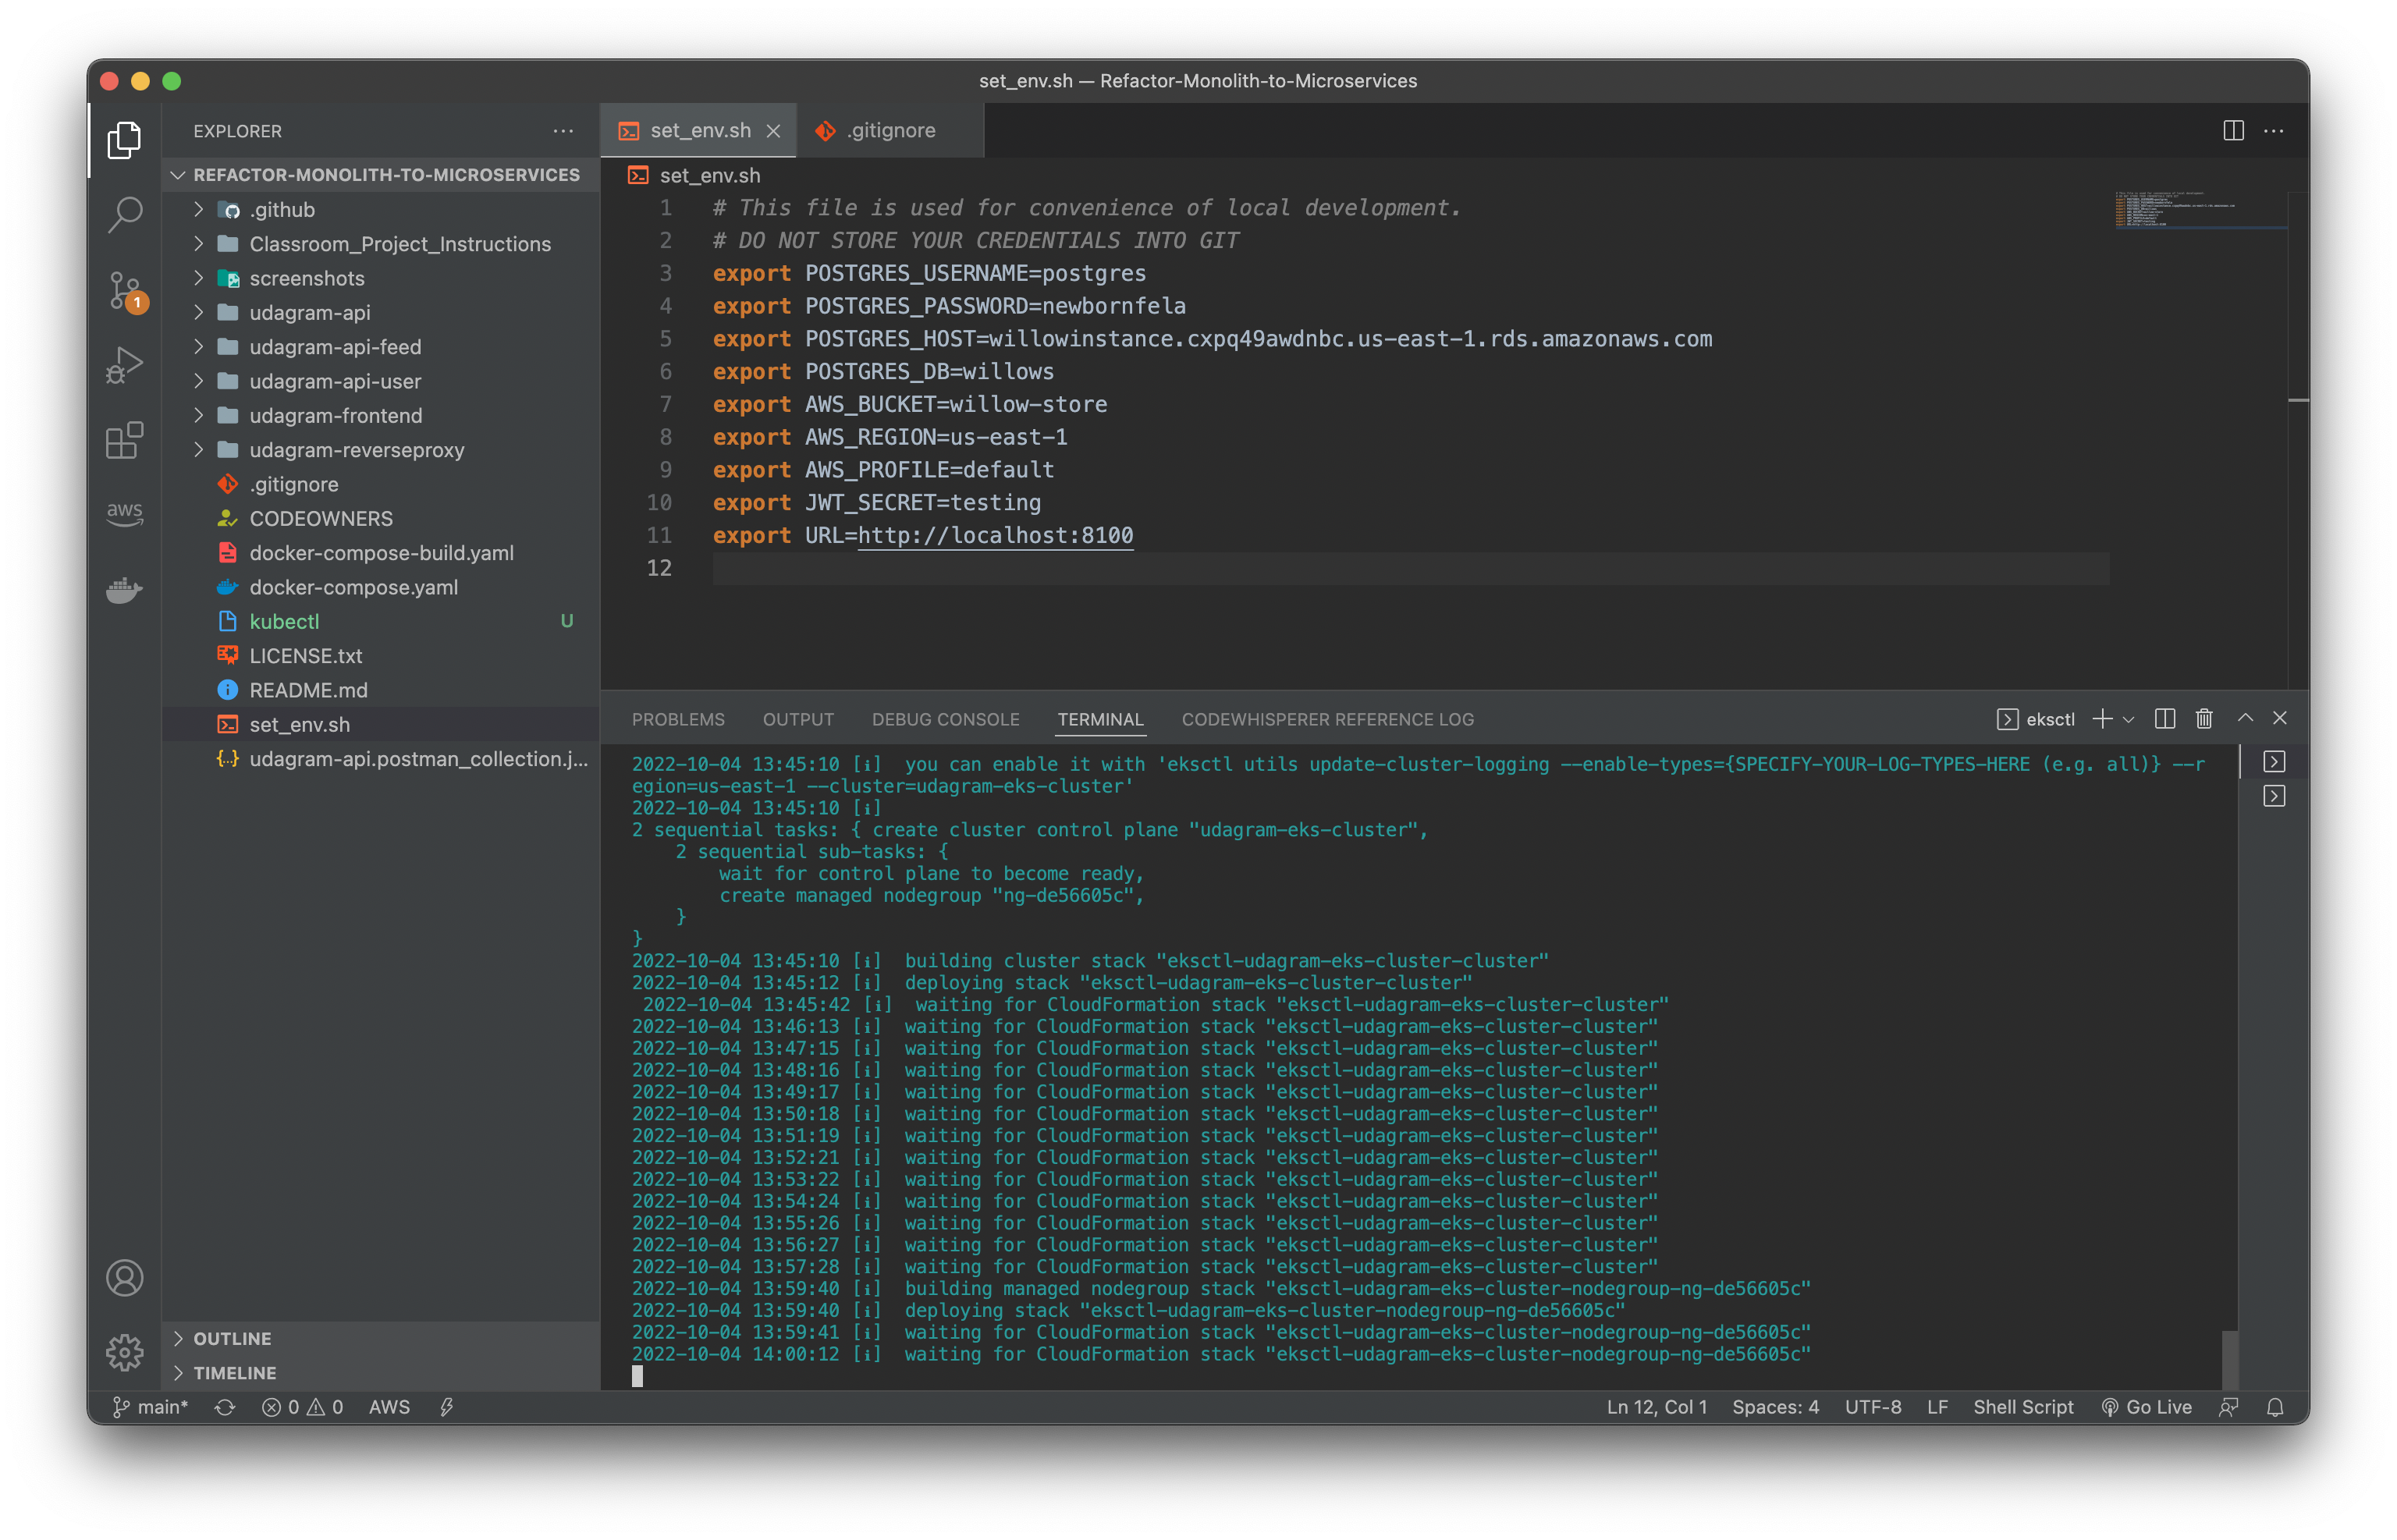 set_env.sh — Refactor-Monolith-to-Microservices
EXPLORER
REFACTOR-MONOLITH-TO-MICROSERVICES
.github
Classroom_Project_Instructions
screenshots
udagram-api
udagram-api-feed
udagram-api-user
udagram-frontend
udagram-reverseproxy
.gitignore
CODEOWNERS
docker-compose-build.yaml
docker-compose.yaml
kubectl U
LICENSE.txt
README.md
set_env.sh
udagram-api.postman_collection.j...
OUTLINE
TIMELINE
1
aws
set_env.sh
.gitignore
set_env.sh
1 # This file is used for convenience of local development.
2 # DO NOT STORE YOUR CREDENTIALS INTO GIT
3 export POSTGRES_USERNAME=postgres
4 export POSTGRES_PASSWORD=newbornfela
5 export POSTGRES_HOST=willowinstance.cxpq49awdnbc.us-east-1.rds.amazonaws.com
6 export POSTGRES_DB=willows
7 export AWS_BUCKET=willow-store
8 export AWS_REGION=us-east-1
9 export AWS_PROFILE=default
10 export JWT_SECRET=testing
11 export URL=http://localhost:8100
12
PROBLEMS OUTPUT DEBUG CONSOLE TERMINAL CODEWHISPERER REFERENCE LOG
eksctl
2022-10-04 13:45:10 [ℹ]  you can enable it with 'eksctl utils update-cluster-logging --enable-types={SPECIFY-YOUR-LOG-TYPES-HERE (e.g. all)} --r
egion=us-east-1 --cluster=udagram-eks-cluster'
2022-10-04 13:45:10 [ℹ]
2 sequential tasks: { create cluster control plane "udagram-eks-cluster",
    2 sequential sub-tasks: {
        wait for control plane to become ready,
        create managed nodegroup "ng-de56605c",
    }
}
2022-10-04 13:45:10 [ℹ]  building cluster stack "eksctl-udagram-eks-cluster-cluster"
2022-10-04 13:45:12 [ℹ]  deploying stack "eksctl-udagram-eks-cluster-cluster"
2022-10-04 13:45:42 [ℹ]  waiting for CloudFormation stack "eksctl-udagram-eks-cluster-cluster"
2022-10-04 13:46:13 [ℹ]  waiting for CloudFormation stack "eksctl-udagram-eks-cluster-cluster"
2022-10-04 13:47:15 [ℹ]  waiting for CloudFormation stack "eksctl-udagram-eks-cluster-cluster"
2022-10-04 13:48:16 [ℹ]  waiting for CloudFormation stack "eksctl-udagram-eks-cluster-cluster"
2022-10-04 13:49:17 [ℹ]  waiting for CloudFormation stack "eksctl-udagram-eks-cluster-cluster"
2022-10-04 13:50:18 [ℹ]  waiting for CloudFormation stack "eksctl-udagram-eks-cluster-cluster"
2022-10-04 13:51:19 [ℹ]  waiting for CloudFormation stack "eksctl-udagram-eks-cluster-cluster"
2022-10-04 13:52:21 [ℹ]  waiting for CloudFormation stack "eksctl-udagram-eks-cluster-cluster"
2022-10-04 13:53:22 [ℹ]  waiting for CloudFormation stack "eksctl-udagram-eks-cluster-cluster"
2022-10-04 13:54:24 [ℹ]  waiting for CloudFormation stack "eksctl-udagram-eks-cluster-cluster"
2022-10-04 13:55:26 [ℹ]  waiting for CloudFormation stack "eksctl-udagram-eks-cluster-cluster"
2022-10-04 13:56:27 [ℹ]  waiting for CloudFormation stack "eksctl-udagram-eks-cluster-cluster"
2022-10-04 13:57:28 [ℹ]  waiting for CloudFormation stack "eksctl-udagram-eks-cluster-cluster"
2022-10-04 13:59:40 [ℹ]  building managed nodegroup stack "eksctl-udagram-eks-cluster-nodegroup-ng-de56605c"
2022-10-04 13:59:40 [ℹ]  deploying stack "eksctl-udagram-eks-cluster-nodegroup-ng-de56605c"
2022-10-04 13:59:41 [ℹ]  waiting for CloudFormation stack "eksctl-udagram-eks-cluster-nodegroup-ng-de56605c"
2022-10-04 14:00:12 [ℹ]  waiting for CloudFormation stack "eksctl-udagram-eks-cluster-nodegroup-ng-de56605c"
main* 0 0 AWS Ln 12, Col 1 Spaces: 4 UTF-8 LF Shell Script Go Live